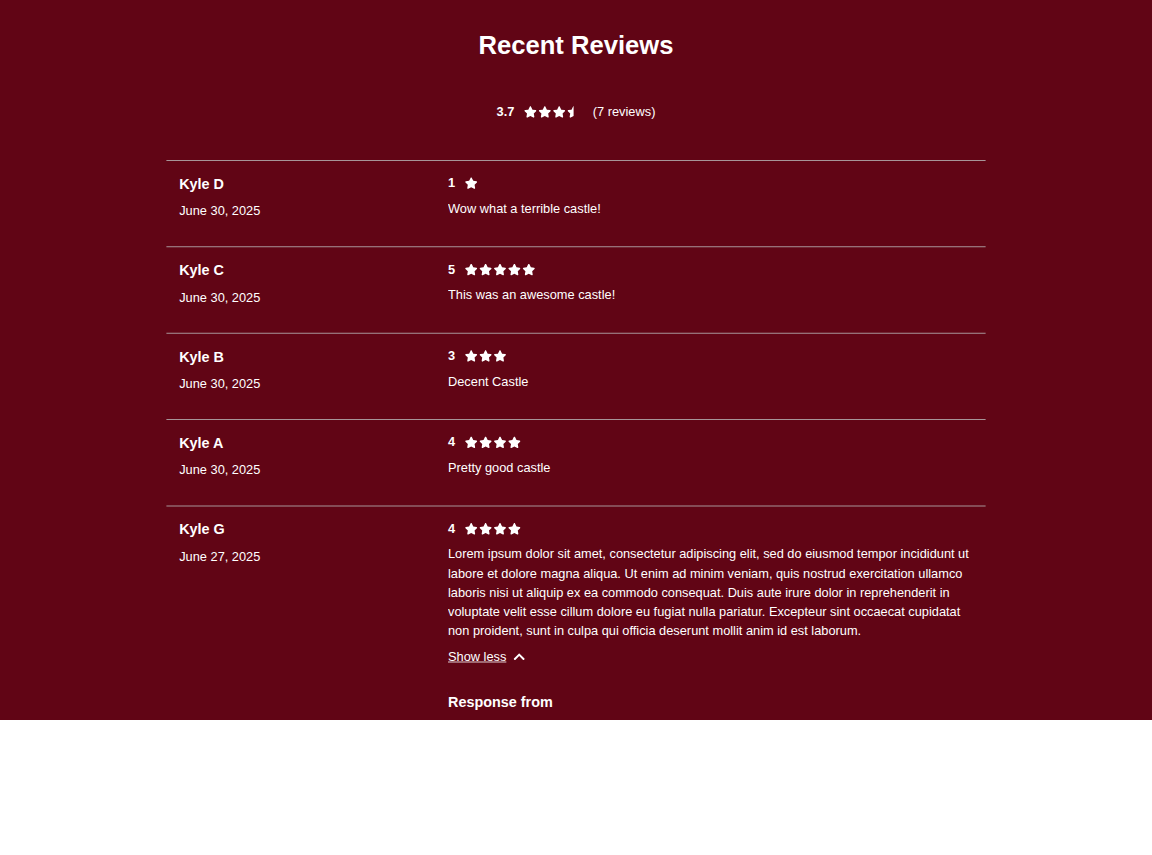 Recent Reviews
3.7 (7 reviews)
Kyle D
June 30, 2025
1
Wow what a terrible castle!
Kyle C
June 30, 2025
5
This was an awesome castle!
Kyle B
June 30, 2025
3
Decent Castle
Kyle A
June 30, 2025
4
Pretty good castle
Kyle G
June 27, 2025
4
Lorem ipsum dolor sit amet, consectetur adipiscing elit, sed do eiusmod tempor incididunt ut
labore et dolore magna aliqua. Ut enim ad minim veniam, quis nostrud exercitation ullamco
laboris nisi ut aliquip ex ea commodo consequat. Duis aute irure dolor in reprehenderit in
voluptate velit esse cillum dolore eu fugiat nulla pariatur. Excepteur sint occaecat cupidatat
non proident, sunt in culpa qui officia deserunt mollit anim id est laborum.
Show less
Response from